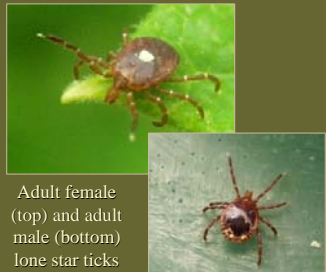 Adult female
(top) and adult
male (bottom)
lone star ticks